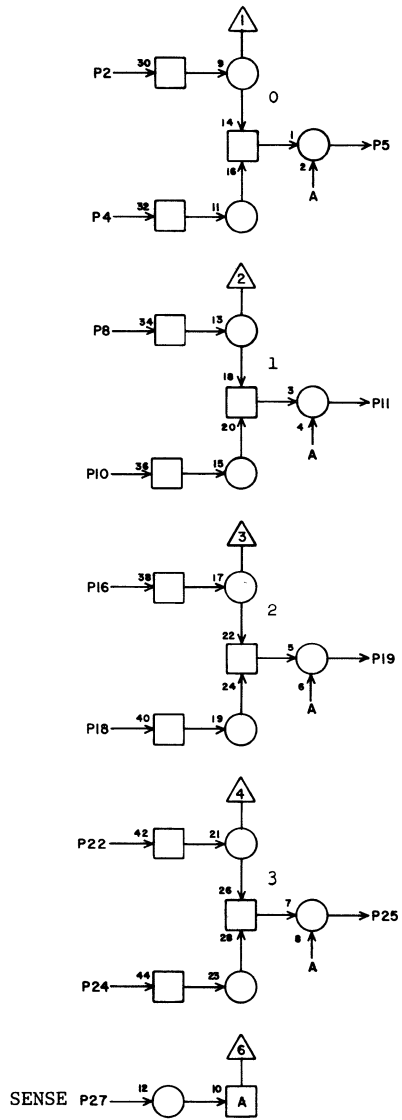 1
P2 30 9
0
14 1 P5
16 2
A
P4 32 11
2
P8 34 13
1
18 3 P11
20 4
A
P10 36 15
3
P16 38 17
2
22 5 P19
24 6
A
P18 40 19
4
P22 42 21
3
26 7 P25
28 8
A
P24 44 23
6
SENSE P27 12 10 A